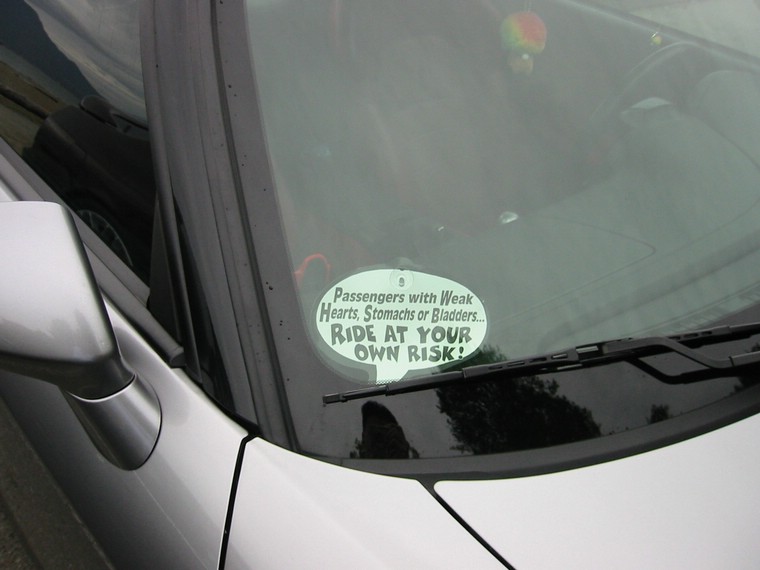 Passengers with Weak
Hearts, Stomachs or Bladders...
RIDE AT YOUR
OWN RISK!